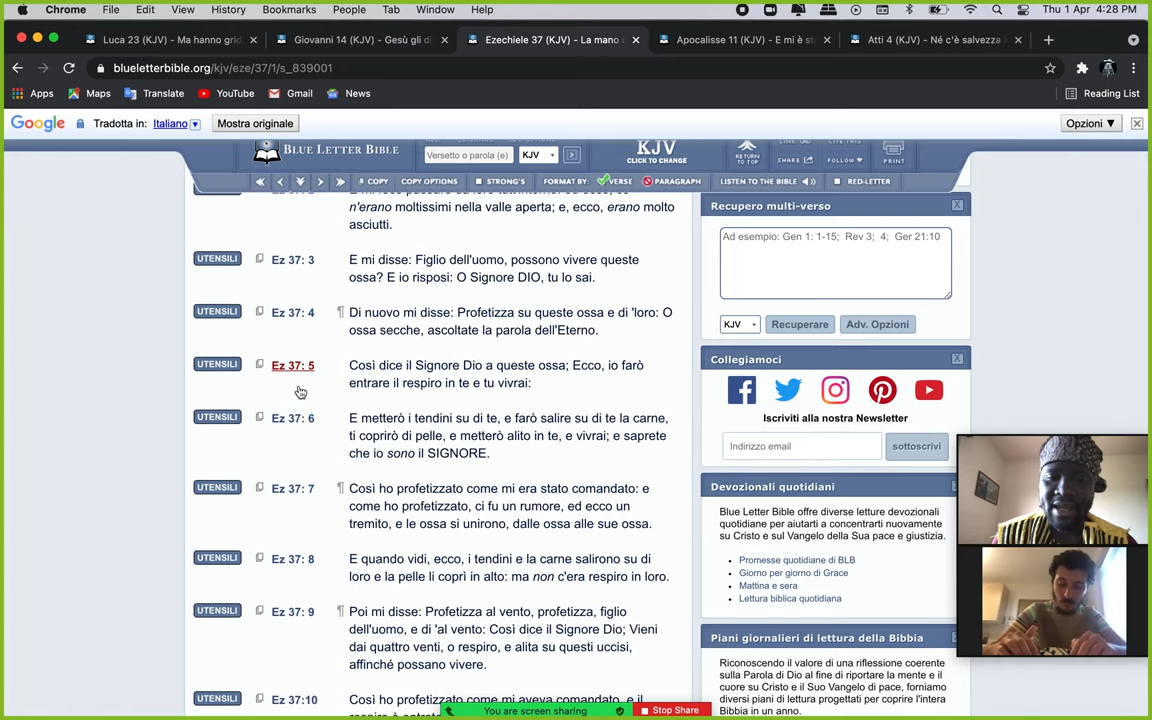 Chrome File Edit View History Bookmarks People Tab Window Help Thu 1 Apr 4:28 PM
Luca 23 (KJV) - Ma hanno grid
Giovanni 14 (KJV) - Gesù gli d
Ezechiele 37 (KJV) - La mano
Apocalisse 11 (KJV) - E mi è st
Atti 4 (KJV) - Né c'è salvezza
blueletterbible.org/kjv/eze/37/1/s_839001
Apps Maps Translate YouTube Gmail News Reading List
Google Tradotta in: Italiano Mostra originale Opzioni ▼
BLUE LETTER BIBLE
Versetto o parola (e) KJV
KJV
CLICK TO CHANGE
RETURN TO TOP
SHARE
FOLLOW
PRINT
COPY COPY OPTIONS STRONG'S FORMAT BY: VERSE PARAGRAPH LISTEN TO THE BIBLE RED-LETTER
n'erano moltissimi nella valle aperta; e, ecco, erano molto
asciutti.
UTENSILI Ez 37: 3 E mi disse: Figlio dell'uomo, possono vivere queste
ossa? E io risposi: O Signore DIO, tu lo sai.
UTENSILI Ez 37: 4 ¶ Di nuovo mi disse: Profetizza su queste ossa e di 'loro: O
ossa secche, ascoltate la parola dell'Eterno.
UTENSILI Ez 37: 5 Così dice il Signore Dio a queste ossa; Ecco, io farò
entrare il respiro in te e tu vivrai:
UTENSILI Ez 37: 6 E metterò i tendini su di te, e farò salire su di te la carne,
ti coprirò di pelle, e metterò alito in te, e vivrai; e saprete
che io sono il SIGNORE.
UTENSILI Ez 37: 7 ¶ Così ho profetizzato come mi era stato comandato: e
come ho profetizzato, ci fu un rumore, ed ecco un
tremito, e le ossa si unirono, dalle ossa alle sue ossa.
UTENSILI Ez 37: 8 E quando vidi, ecco, i tendini e la carne salirono su di
loro e la pelle li coprì in alto: ma non c'era respiro in loro.
UTENSILI Ez 37: 9 ¶ Poi mi disse: Profetizza al vento, profetizza, figlio
dell'uomo, e di 'al vento: Così dice il Signore Dio; Vieni
dai quattro venti, o respiro, e alita su questi uccisi,
affinché possano vivere.
UTENSILI Ez 37:10 Così ho profetizzato come mi aveva comandato, e il
Recupero multi-verso
Ad esempio: Gen 1: 1-15; Rev 3; 4; Ger 21:10
KJV Recuperare Adv. Opzioni
Collegiamoci
Iscriviti alla nostra Newsletter
Indirizzo email sottoscrivi
Devozionali quotidiani
Blue Letter Bible offre diverse letture devozionali
quotidiane per aiutarti a concentrarti nuovamente
su Cristo e sul Vangelo della Sua pace e giustizia.
Promesse quotidiane di BLB
Giorno per giorno di Grace
Mattina e sera
Lettura biblica quotidiana
Piani giornalieri di lettura della Bibbia
Riconoscendo il valore di una riflessione coerente
sulla Parola di Dio al fine di riportare la mente e il
cuore su Cristo e il Suo Vangelo di pace, forniamo
diversi piani di lettura progettati per coprire l'intera
Bibbia in un anno.
You are screen sharing Stop Share